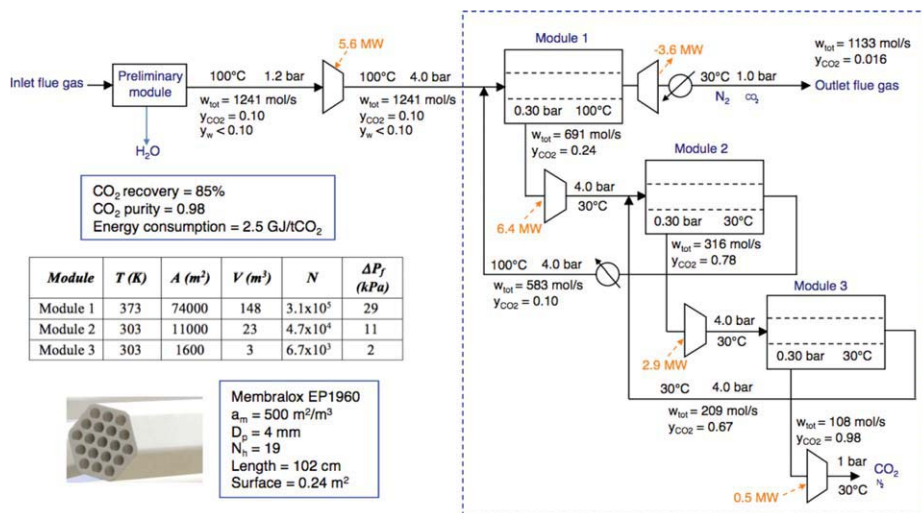 Inlet flue gas
Preliminary
module
H₂O
100°C 1.2 bar
w_tot = 1241 mol/s
y_CO2 = 0.10
y_w < 0.10
5.6 MW
100°C 4.0 bar
w_tot = 1241 mol/s
y_CO2 = 0.10
y_w < 0.10
Module 1
0.30 bar 100°C
-3.6 MW
30°C 1.0 bar
N₂ CO₂
w_tot = 1133 mol/s
y_CO2 = 0.016
Outlet flue gas
w_tot = 691 mol/s
y_CO2 = 0.24
6.4 MW
4.0 bar
30°C
Module 2
0.30 bar 30°C
w_tot = 316 mol/s
y_CO2 = 0.78
100°C 4.0 bar
w_tot = 583 mol/s
y_CO2 = 0.10
2.9 MW
4.0 bar
30°C
Module 3
0.30 bar 30°C
30°C 4.0 bar
w_tot = 209 mol/s
y_CO2 = 0.67
w_tot = 108 mol/s
y_CO2 = 0.98
0.5 MW
1 bar
30°C
CO₂
N₂
CO₂ recovery = 85%
CO₂ purity = 0.98
Energy consumption = 2.5 GJ/tCO₂
Module T (K) A (m²) V (m³) N ΔP_f (kPa)
Module 1 373 74000 148 3.1x10⁵ 29
Module 2 303 11000 23 4.7x10⁴ 11
Module 3 303 1600 3 6.7x10³ 2
Membralox EP1960
a_m = 500 m²/m³
D_p = 4 mm
N_h = 19
Length = 102 cm
Surface = 0.24 m²